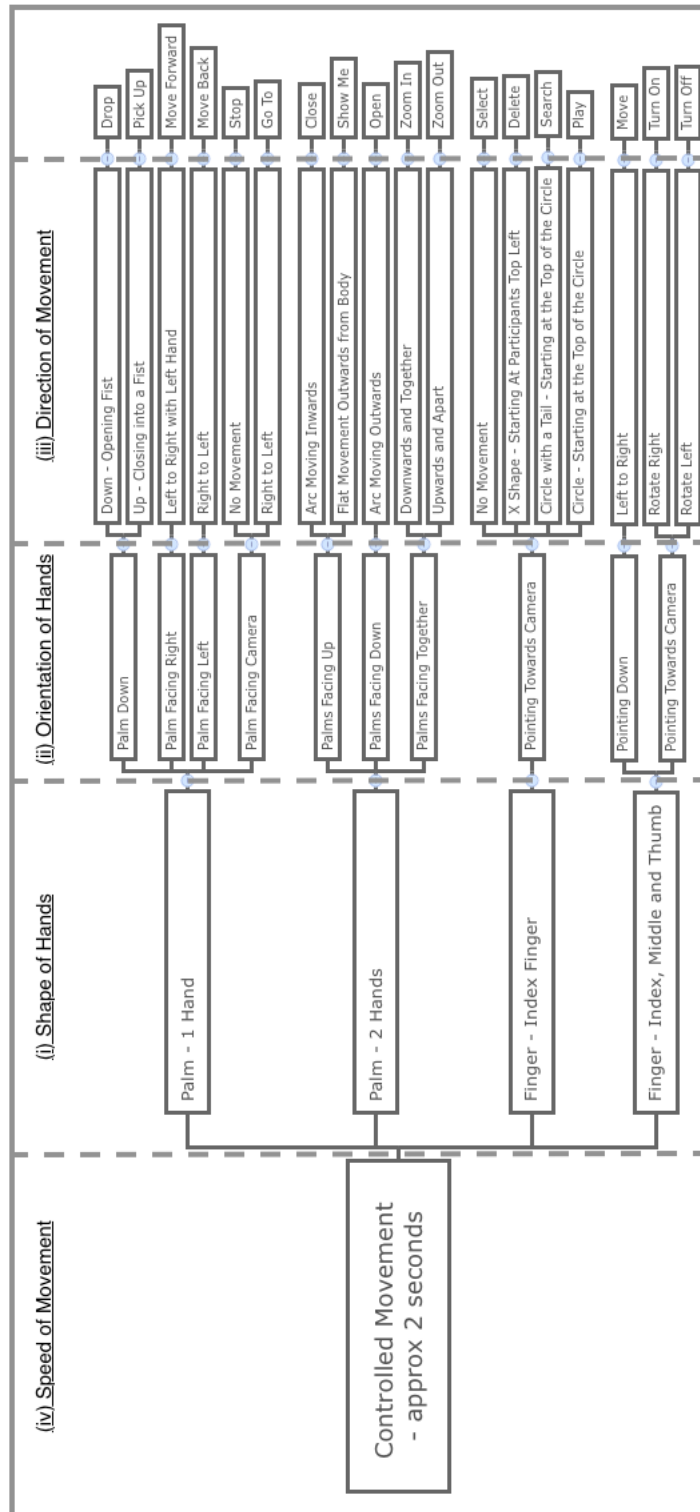 (iv) Speed of Movement
(i) Shape of Hands
(ii) Orientation of Hands
(iii) Direction of Movement
Controlled Movement
- approx 2 seconds
Palm - 1 Hand
Palm Down
Down - Opening Fist
Drop
Up - Closing into a Fist
Pick Up
Palm Facing Right
Left to Right with Left Hand
Move Forward
Palm Facing Left
Right to Left
Move Back
Palm Facing Camera
No Movement
Stop
Right to Left
Go To
Palm - 2 Hands
Palms Facing Up
Arc Moving Inwards
Close
Flat Movement Outwards from Body
Show Me
Palms Facing Down
Arc Moving Outwards
Open
Palms Facing Together
Downwards and Together
Zoom In
Upwards and Apart
Zoom Out
Finger - Index Finger
Pointing Towards Camera
No Movement
Select
X Shape - Starting At Participants Top Left
Delete
Circle with a Tail - Starting at the Top of the Circle
Search
Circle - Starting at the Top of the Circle
Play
Finger - Index, Middle and Thumb
Pointing Down
Left to Right
Move
Pointing Towards Camera
Rotate Right
Turn On
Rotate Left
Turn Off